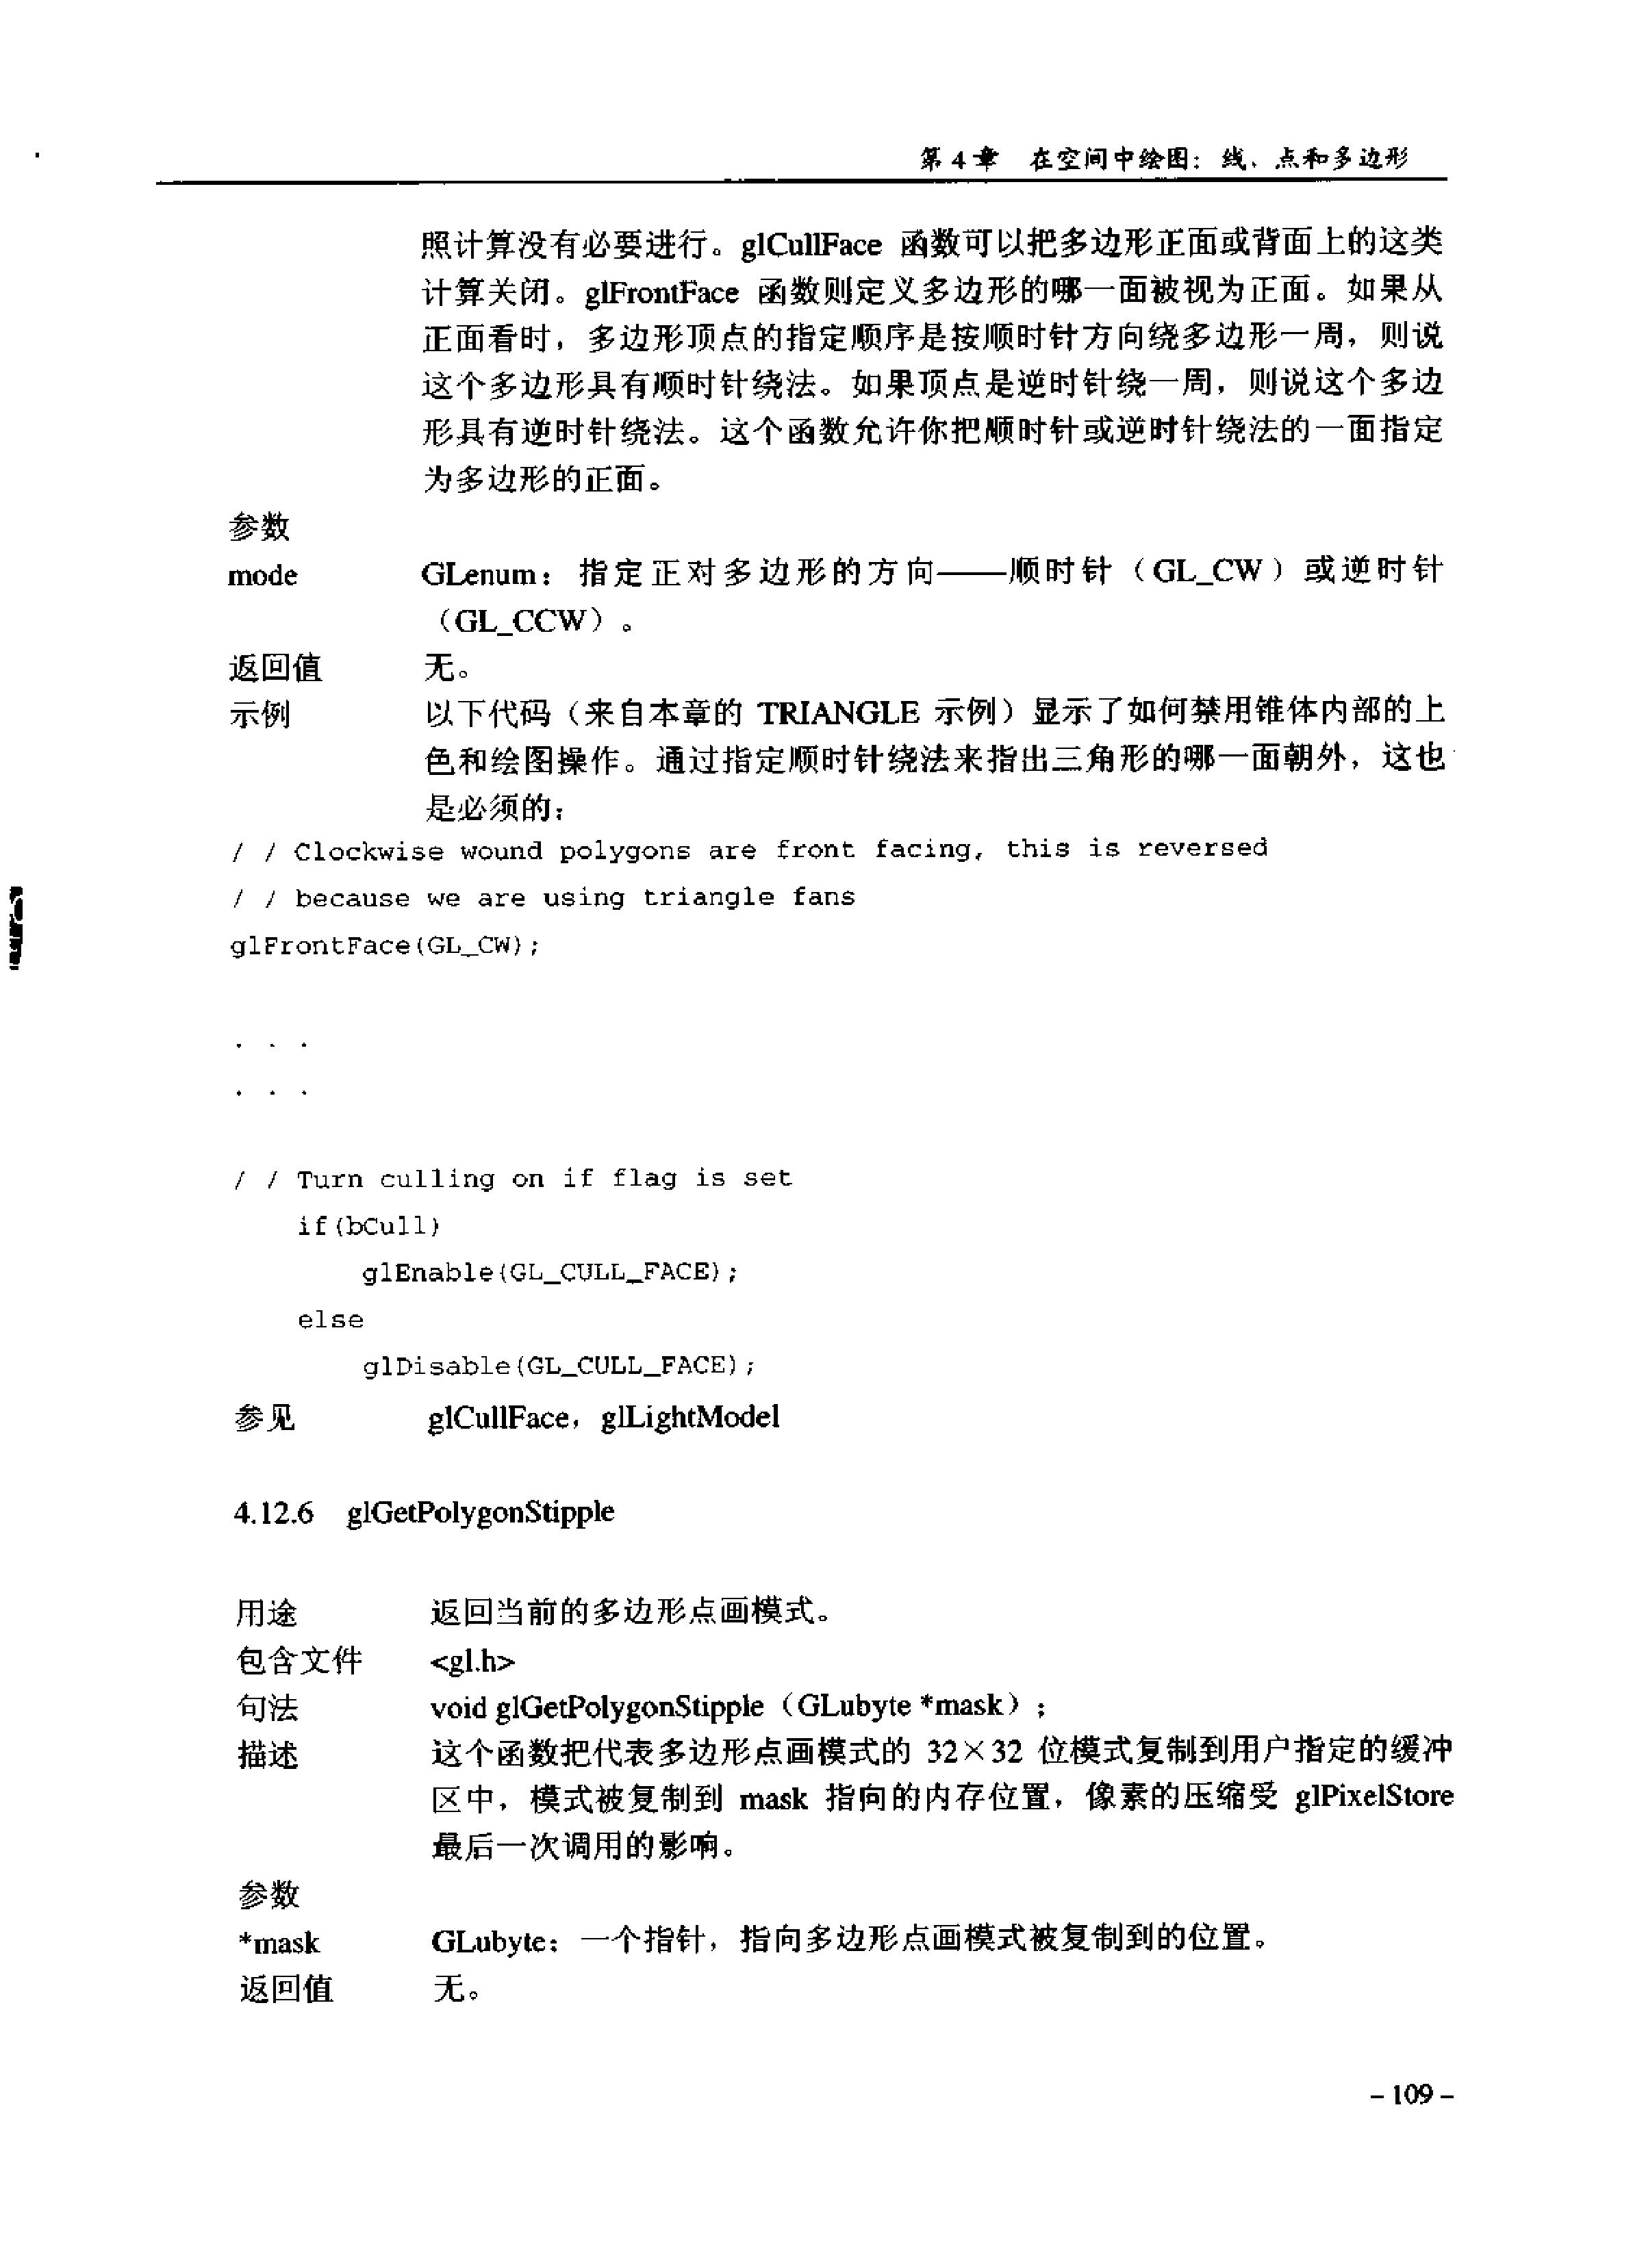 第 4 章　在空间中绘图：线、点和多边形
照计算没有必要进行。glCullFace 函数可以把多边形正面或背面上的这类
计算关闭。glFrontFace 函数则定义多边形的哪一面被视为正面。如果从
正面看时，多边形顶点的指定顺序是按顺时针方向绕多边形一周，则说
这个多边形具有顺时针绕法。如果顶点是逆时针绕一周，则说这个多边
形具有逆时针绕法。这个函数允许你把顺时针或逆时针绕法的一面指定
为多边形的正面。
参数
mode　GLenum：指定正对多边形的方向——顺时针（GL_CW）或逆时针
（GL_CCW）。
返回值　无。
示例　以下代码（来自本章的 TRIANGLE 示例）显示了如何禁用锥体内部的上
色和绘图操作。通过指定顺时针绕法来指出三角形的哪一面朝外，这也
是必须的：
/ / Clockwise wound polygons are front facing, this is reversed
/ / because we are using triangle fans
glFrontFace(GL_CW);
. . .
. . .
/ / Turn culling on if flag is set
if(bCull)
glEnable(GL_CULL_FACE);
else
glDisable(GL_CULL_FACE);
参见　glCullFace，glLightModel
4.12.6　glGetPolygonStipple
用途　返回当前的多边形点画模式。
包含文件　<gl.h>
句法　void glGetPolygonStipple（GLubyte *mask）；
描述　这个函数把代表多边形点画模式的 32×32 位模式复制到用户指定的缓冲
区中，模式被复制到 mask 指向的内存位置，像素的压缩受 glPixelStore
最后一次调用的影响。
参数
*mask　GLubyte：一个指针，指向多边形点画模式被复制到的位置。
返回值　无。
- 109 -